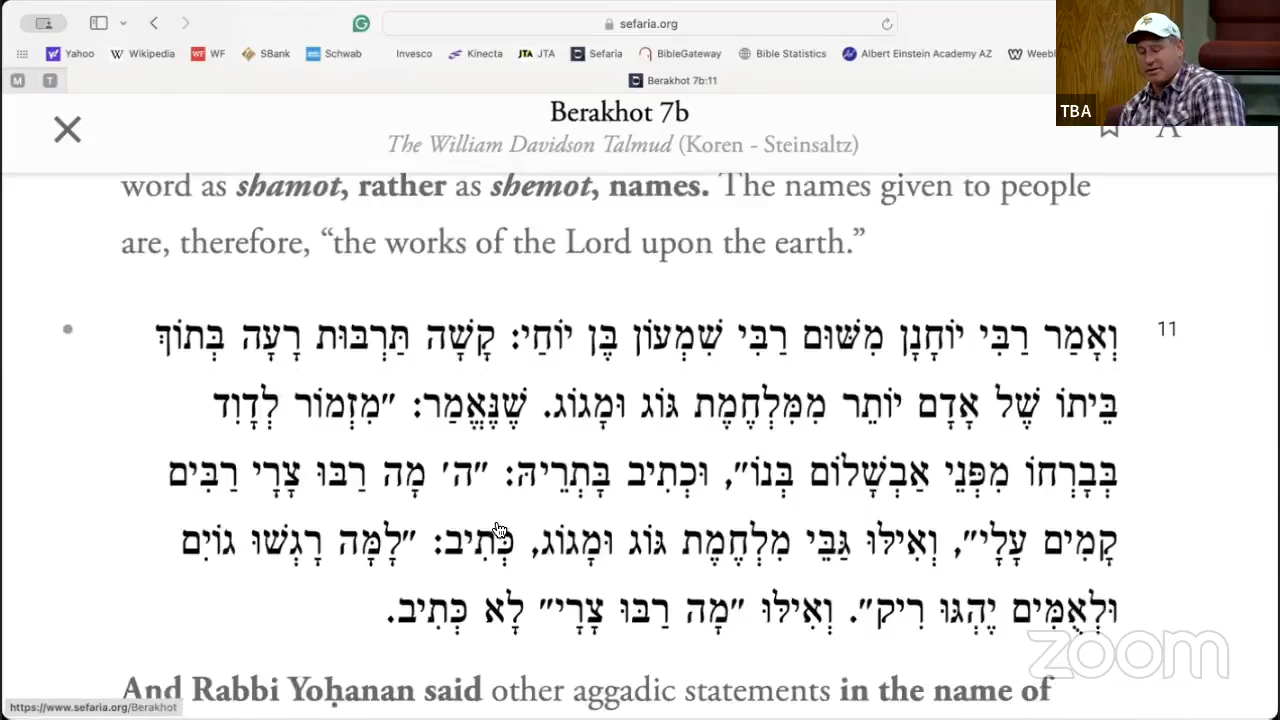 sefaria.org
Yahoo Wikipedia WF SBank Schwab Invesco Kinecta JTA JTA Sefaria BibleGateway Bible Statistics Albert Einstein Academy AZ Weebl
M T Berakhot 7b:11
TBA
Berakhot 7b
The William Davidson Talmud (Koren - Steinsaltz)
word as shamot, rather as shemot, names. The names given to people
are, therefore, “the works of the Lord upon the earth.”
11
וְאָמַר רַבִּי יוֹחָנָן מִשּׁוּם רַבִּי שִׁמְעוֹן בֶּן יוֹחַי: קָשָׁה תַּרְבּוּת רָעָה בְּתוֹךְ
בֵּיתוֹ שֶׁל אָדָם יוֹתֵר מִמִּלְחֶמֶת גּוֹג וּמָגוֹג. שֶׁנֶּאֱמַר: ״מִזְמוֹר לְדָוִד
בְּבָרְחוֹ מִפְּנֵי אַבְשָׁלוֹם בְּנוֹ״, וּכְתִיב בָּתְרֵיהּ: ״ה׳ מָה רַבּוּ צָרָי רַבִּים
קָמִים עָלָי״, וְאִילּוּ גַּבֵּי מִלְחֶמֶת גּוֹג וּמָגוֹג, כְּתִיב: ״לָמָּה רָגְשׁוּ גוֹיִם
וּלְאֻמִּים יֶהְגּוּ רִיק״. וְאִילּוּ ״מָה רַבּוּ צָרָי״ לָא כְּתִיב.
And Rabbi Yoḥanan said other aggadic statements in the name of
https://www.sefaria.org/Berakhot
zoom